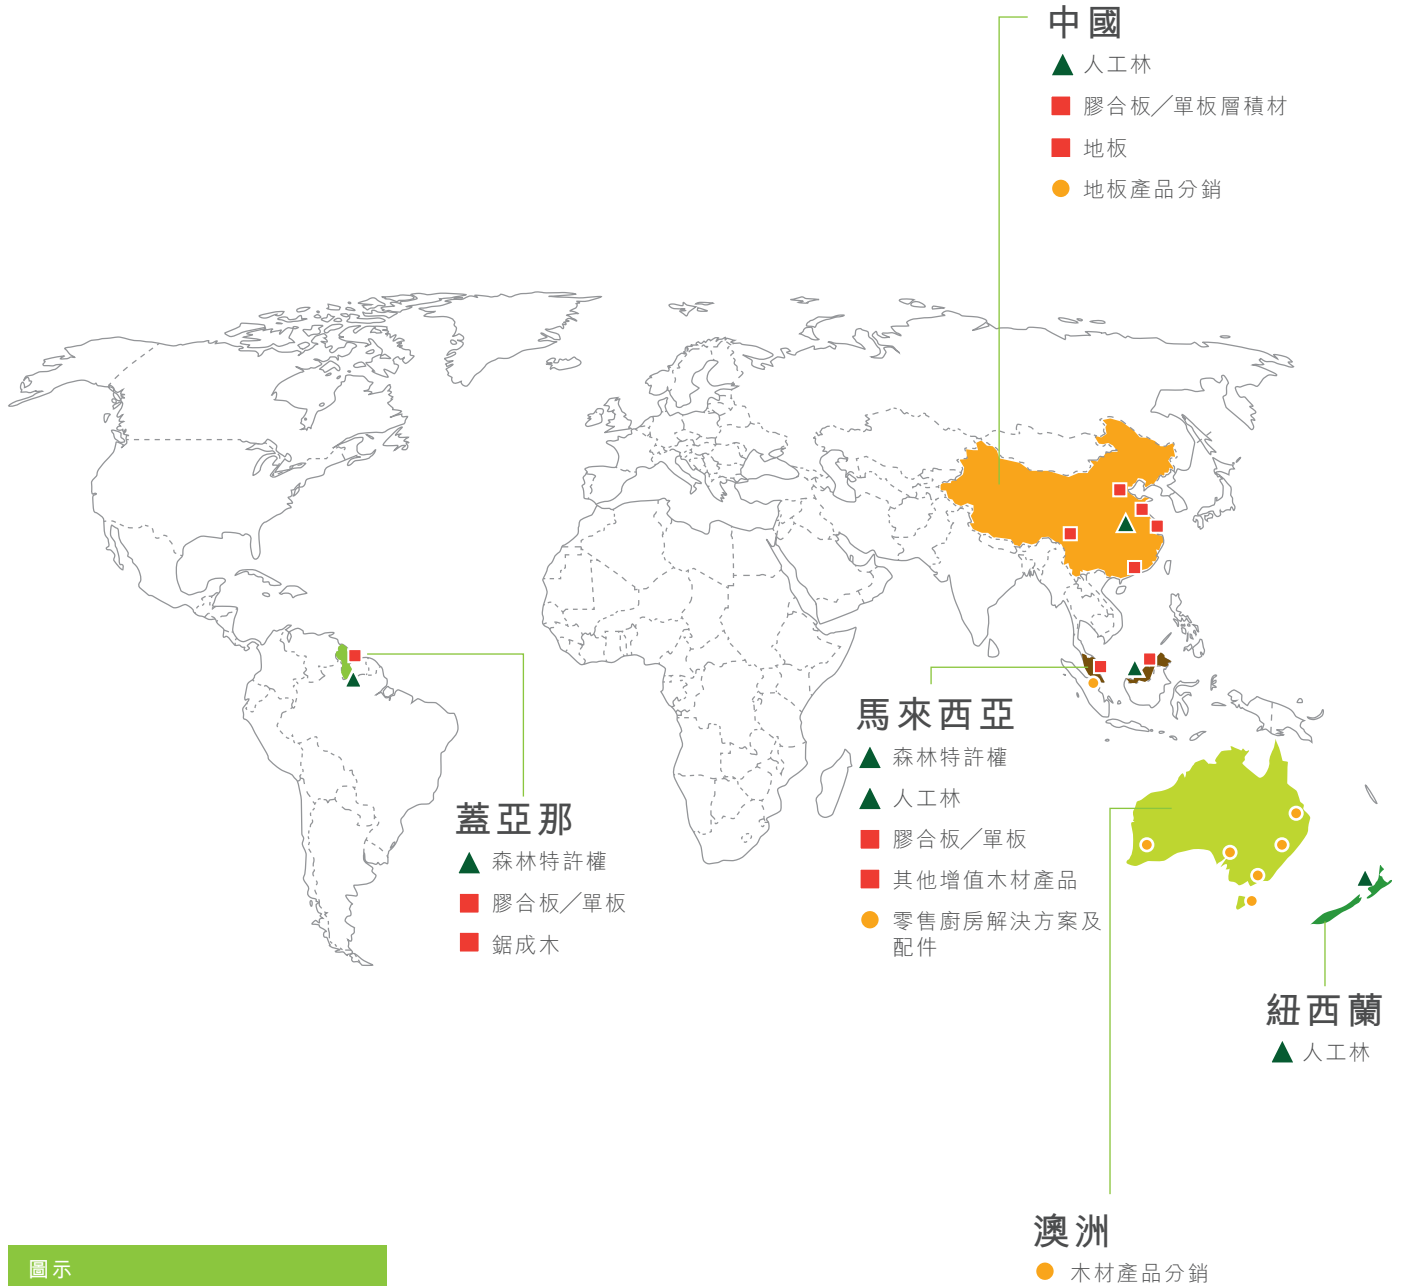 中國
人工林
膠合板／單板層積材
地板
地板產品分銷
馬來西亞
森林特許權
人工林
膠合板／單板
其他增值木材產品
零售廚房解決方案及
配件
蓋亞那
森林特許權
膠合板／單板
鋸成木
紐西蘭
人工林
澳洲
木材產品分銷
圖示